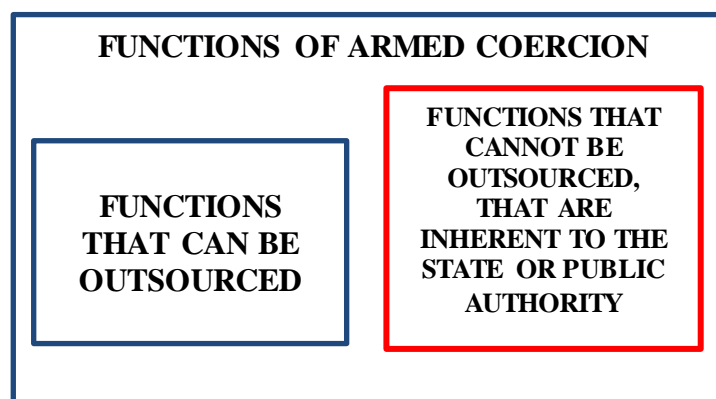 FUNCTIONS OF ARMED COERCION
FUNCTIONS THAT
CANNOT BE
OUTSOURCED,
THAT ARE
INHERENT TO THE
STATE OR PUBLIC
AUTHORITY
FUNCTIONS
THAT CAN BE
OUTSOURCED